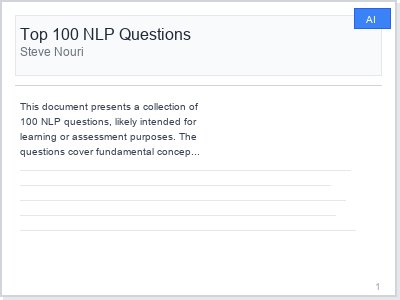 AI
Top 100 NLP Questions
Steve Nouri
This document presents a collection of
100 NLP questions, likely intended for
learning or assessment purposes. The
questions cover fundamental concep...
1